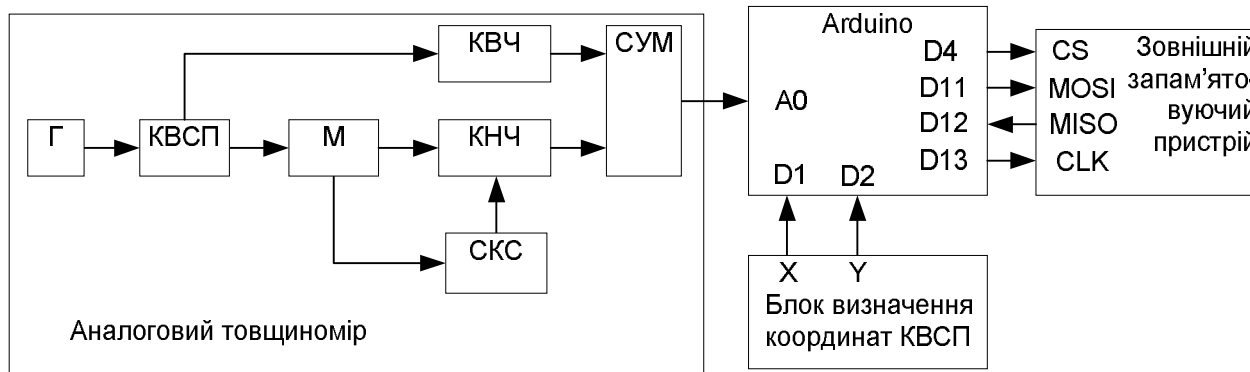 Г
КВСП
М
КВЧ
КНЧ
СКС
СУМ
Аналоговий товщиномір
Arduino
A0
D4
D11
D12
D13
D1 D2
CS
MOSI
MISO
CLK
Зовнішній
запам’ято-
вуючий
пристрій
X Y
Блок визначення
координат КВСП